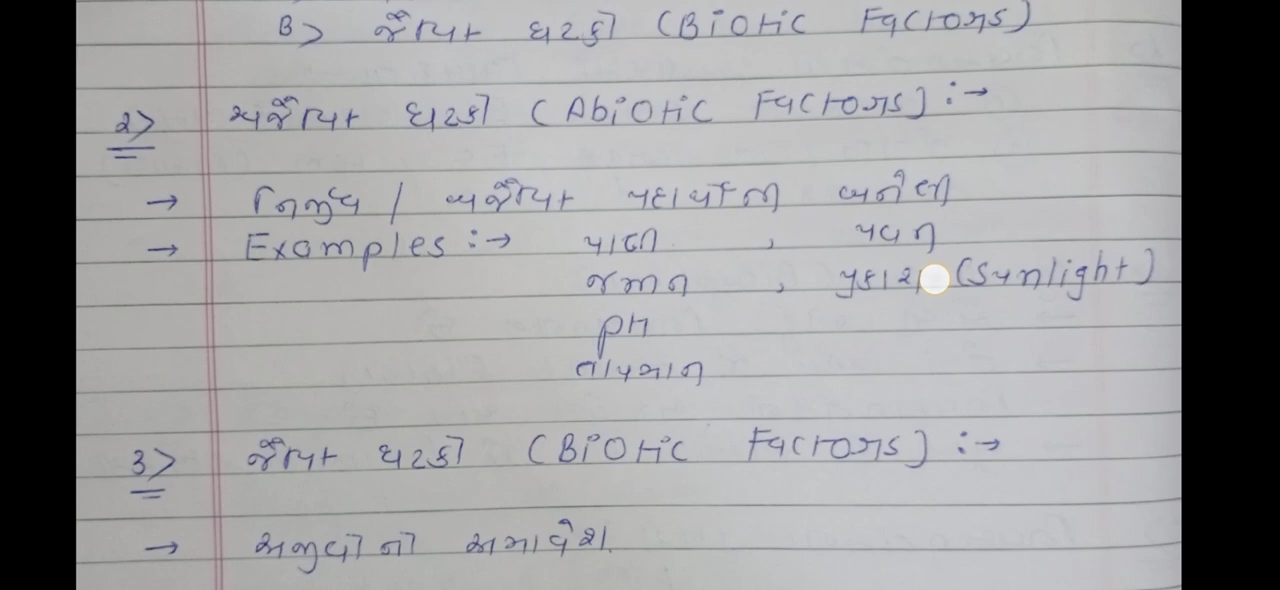 B> જૈવિક ઘટકો (Biotic Factors)
2> અજૈવિક ઘટકો (Abiotic Factors) :→
→ નિર્જીવ / અજૈવિક પદાર્થોની બનેલી
→ Examples :→ પાણી , પવન
જમીન , પ્રકાશ (Sunlight)
pH
તાપમાન
3> જૈવિક ઘટકો (Biotic Factors) :→
→ સજીવોનો સમાવેશ.